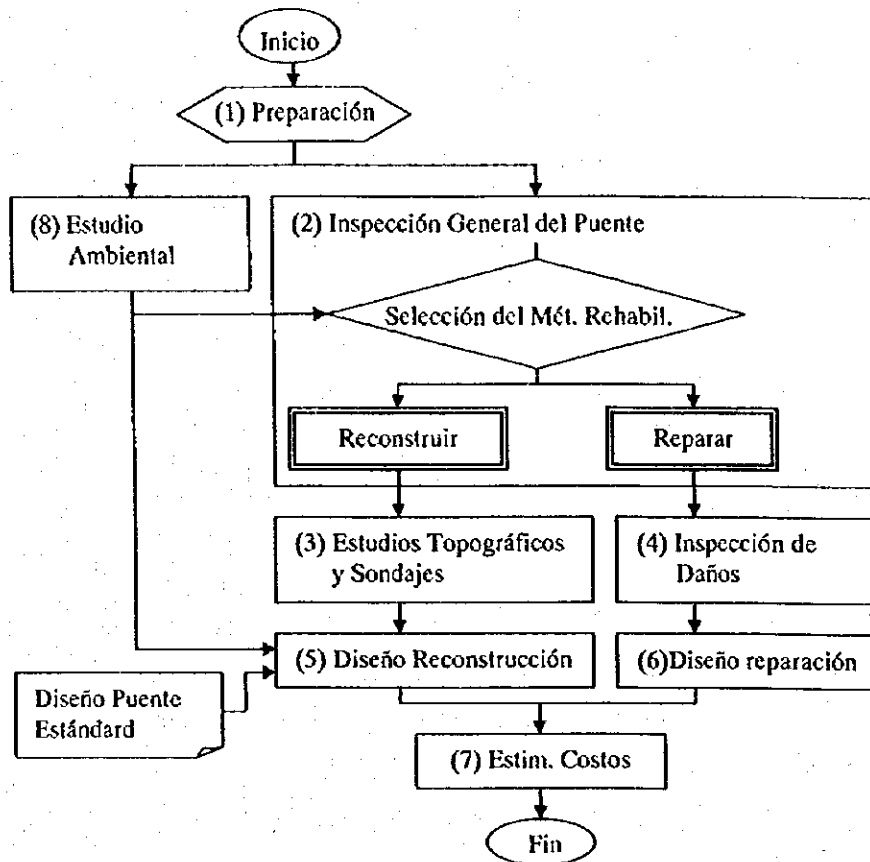 Inicio
(1) Preparación
(8) Estudio
Ambiental
(2) Inspección General del Puente
Selección del Mét. Rehabil.
Reconstruir
Reparar
(3) Estudios Topográficos
y Sondajes
(4) Inspección de
Daños
(5) Diseño Reconstrucción
(6)Diseño reparación
Diseño Puente
Estándard
(7) Estim. Costos
Fin